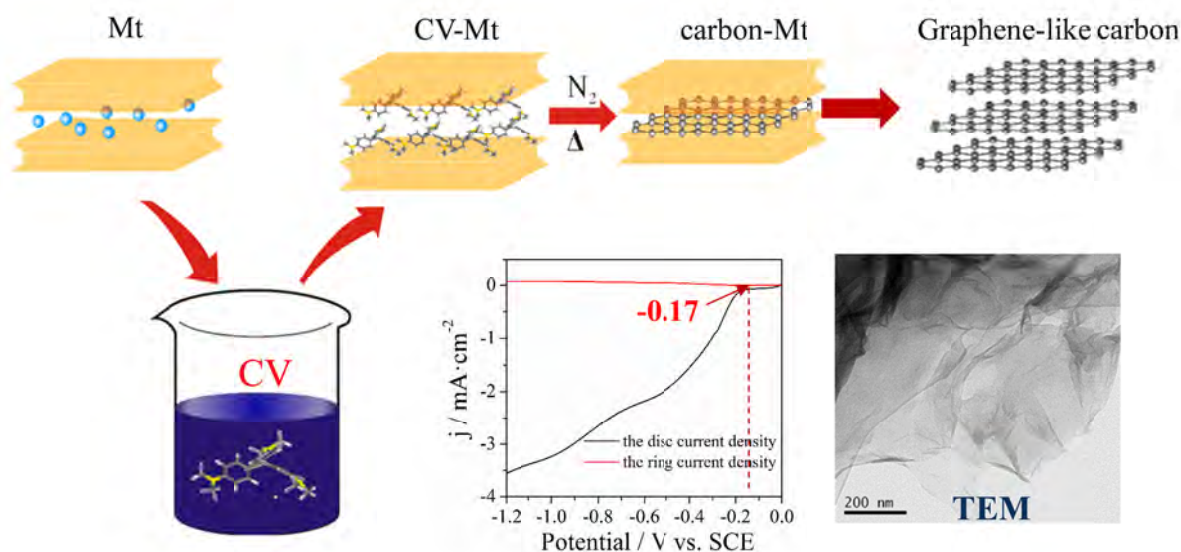 Mt
CV-Mt
carbon-Mt
Graphene-like carbon
N₂
Δ
CV
j / mA·cm⁻²
0
-1
-2
-3
-4
-0.17
the disc current density
the ring current density
-1.2 -1.0 -0.8 -0.6 -0.4 -0.2 0.0
Potential / V vs. SCE
200 nm
TEM